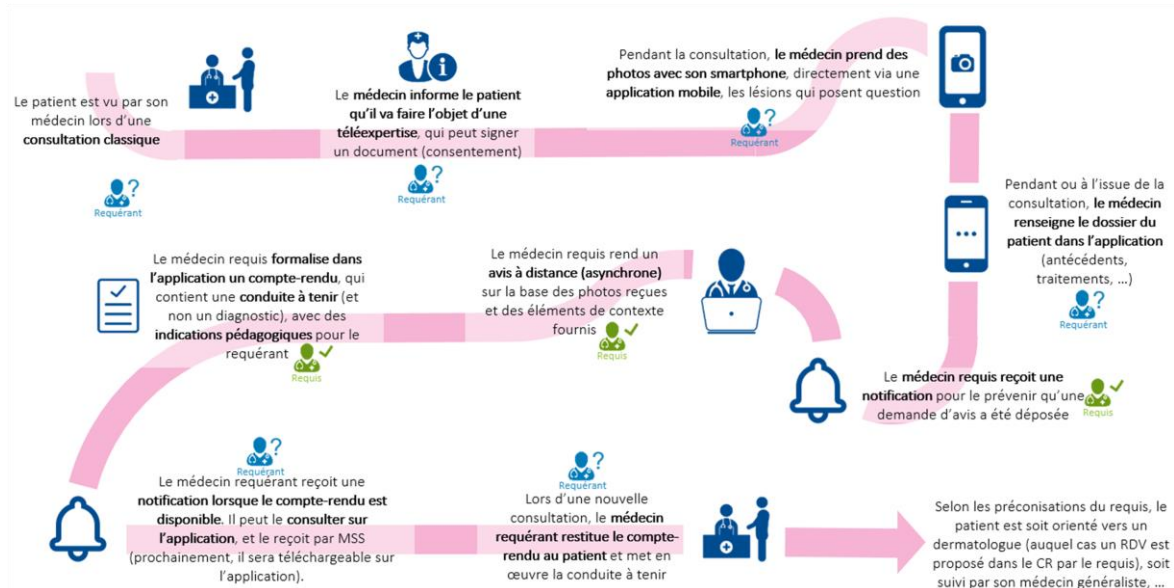 Le patient est vu par son
médecin lors d'une
consultation classique
Requérant
Le médecin informe le patient
qu'il va faire l'objet d'une
téléexpertise, qui peut signer
un document (consentement)
Requérant
Pendant la consultation, le médecin prend des
photos avec son smartphone, directement via une
application mobile, les lésions qui posent question
Requérant
Pendant ou à l'issue de la
consultation, le médecin
renseigne le dossier du
patient dans l'application
(antécédents,
traitements, ...)
Requérant
Le médecin requis reçoit une
notification pour le prévenir qu'une
demande d'avis a été déposée
Requis
Le médecin requis rend un
avis à distance (asynchrone)
sur la base des photos reçues
et des éléments de contexte
fournis
Requis
Le médecin requis formalise dans
l'application un compte-rendu, qui
contient une conduite à tenir (et
non un diagnostic), avec des
indications pédagogiques pour le
requérant
Requis
Requérant
Le médecin requérant reçoit une
notification lorsque le compte-rendu est
disponible. Il peut le consulter sur
l'application, et le reçoit par MSS
(prochainement, il sera téléchargeable sur
l'application).
Requérant
Lors d'une nouvelle
consultation, le médecin
requérant restitue le compte-
rendu au patient et met en
œuvre la conduite à tenir
Selon les préconisations du requis, le
patient est soit orienté vers un
dermatologue (auquel cas un RDV est
proposé dans le CR par le requis), soit
suivi par son médecin généraliste, ...